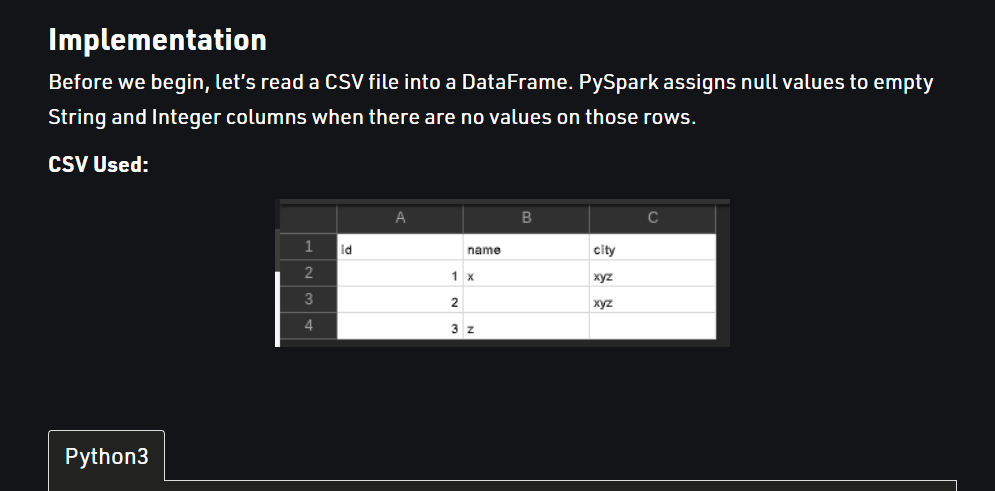 Implementation
Before we begin, let's read a CSV file into a DataFrame. PySpark assigns null values to empty
String and Integer columns when there are no values on those rows.
CSV Used:
A B C
1 id name city
2 1 x xyz
3 2 xyz
4 3 z
Python3